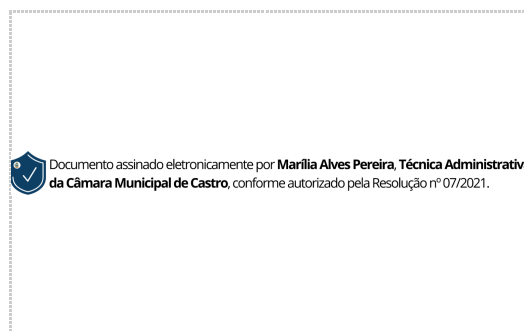 Documento assinado eletronicamente por Marília Alves Pereira, Técnica Administrativ
da Câmara Municipal de Castro, conforme autorizado pela Resolução nº 07/2021.